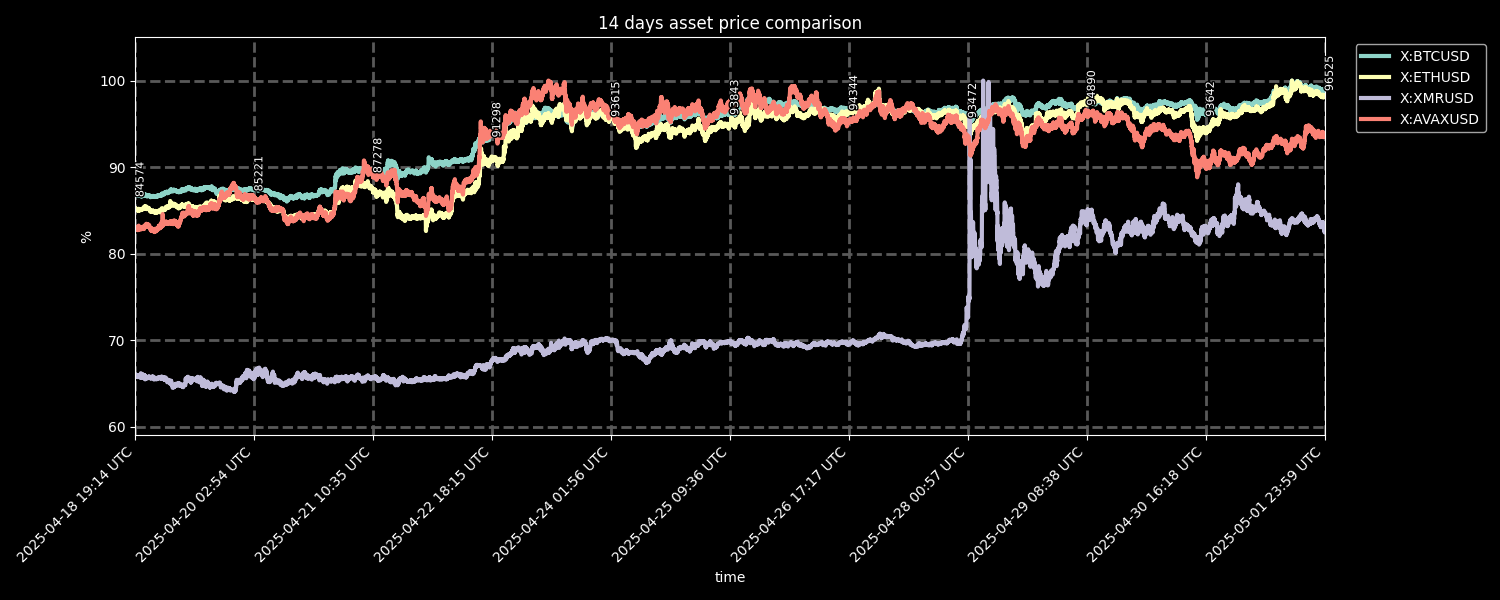 14 days asset price comparison
X:BTCUSD
X:ETHUSD
X:XMRUSD
X:AVAXUSD
100
90
80
70
60
%
84574
85221
87278
91298
93615
93843
94344
93472
94890
93642
96525
2025-04-18 19:14 UTC
2025-04-20 02:54 UTC
2025-04-21 10:35 UTC
2025-04-22 18:15 UTC
2025-04-24 01:56 UTC
2025-04-25 09:36 UTC
2025-04-26 17:17 UTC
2025-04-28 00:57 UTC
2025-04-29 08:38 UTC
2025-04-30 16:18 UTC
2025-05-01 23:59 UTC
time